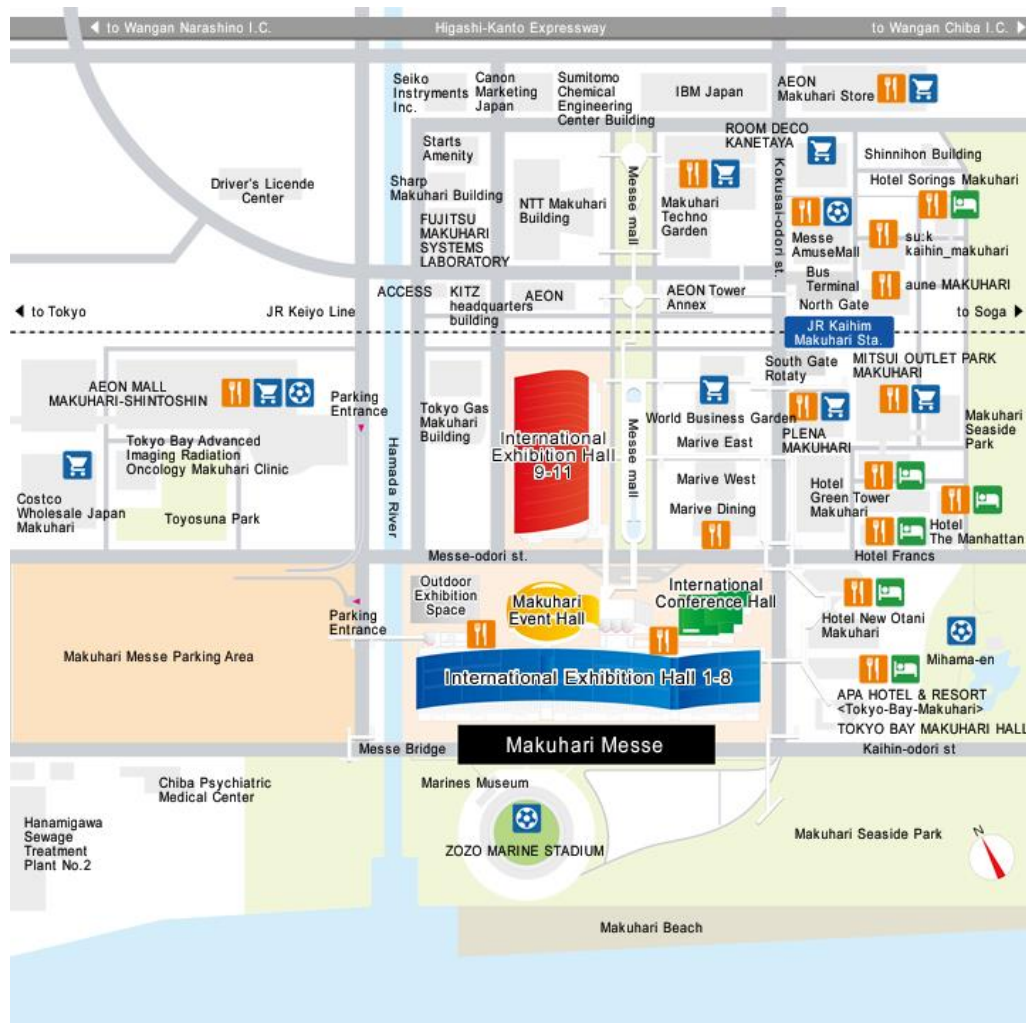 to Wangan Narashino I.C.
Higashi-Kanto Expressway
to Wangan Chiba I.C.
Seiko
Instryments
Inc.
Canon
Marketing
Japan
Sumitomo
Chemical
Engineering
Center Building
IBM Japan
AEON
Makuhari Store
ROOM DECO
KANETAYA
Starts
Amenity
Shinnihon Building
Driver's Licende
Center
Sharp
Makuhari Building
NTT Makuhari
Building
Messe mall
Makuhari
Techno
Garden
Kokusai-odori st.
Hotel Sorings Makuhari
FUJITSU
MAKUHARI
SYSTEMS
LABORATORY
Messe
AmuseMall
su:k
kaihin_makuhari
Bus
Terminal
aune MAKUHARI
ACCESS
KITZ
headquarters
building
AEON
AEON Tower
Annex
North Gate
to Tokyo
JR Keiyo Line
to Soga
JR Kaihim
Makuhari Sta.
South Gate
Rotaty
MITSUI OUTLET PARK
MAKUHARI
AEON MALL
MAKUHARI-SHINTOSHIN
Parking
Entrance
Tokyo Gas
Makuhari
Building
International
Exhibition Hall
9-11
Messe mall
World Business Garden
PLENA
MAKUHARI
Makuhari
Seaside
Park
Marive East
Tokyo Bay Advanced
Imaging Radiation
Oncology Makuhari Clinic
Hamada River
Marive West
Hotel
Green Tower
Makuhari
Costco
Wholesale Japan
Makuhari
Toyosuna Park
Marive Dining
Hotel
The Manhattan
Messe-odori st.
Hotel Francs
Outdoor
Exhibition
Space
Makuhari
Event Hall
International
Conference Hall
Parking
Entrance
Hotel New Otani
Makuhari
Makuhari Messe Parking Area
Mihama-en
International Exhibition Hall 1-8
APA HOTEL & RESORT
<Tokyo-Bay-Makuhari>
TOKYO BAY MAKUHARI HALL
Messe Bridge
Makuhari Messe
Kaihin-odori st
Chiba Psychiatric
Medical Center
Marines Museum
Hanamigawa
Sewage
Treatment
Plant No.2
ZOZO MARINE STADIUM
Makuhari Seaside Park
N
Makuhari Beach